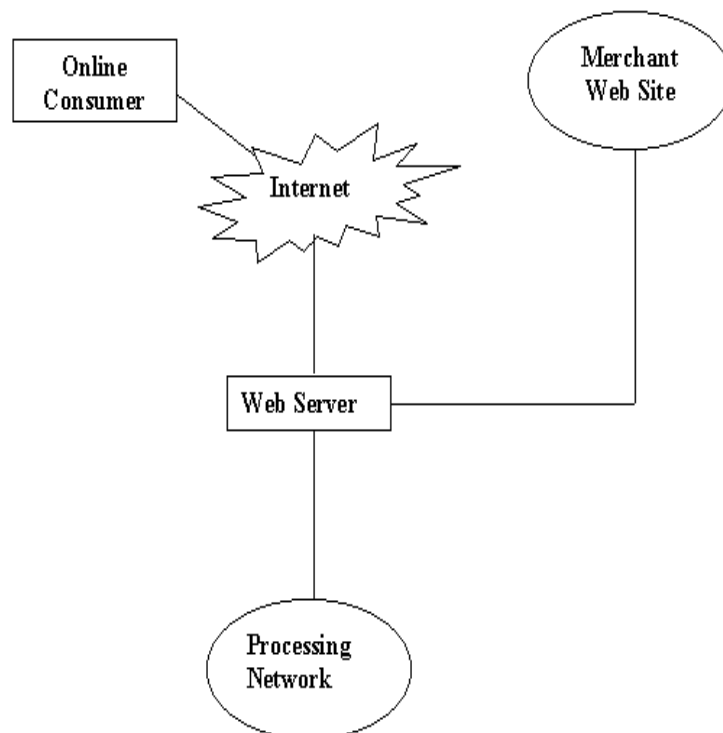 Online
Consumer
Merchant
Web Site
Internet
Web Server
Processing
Network